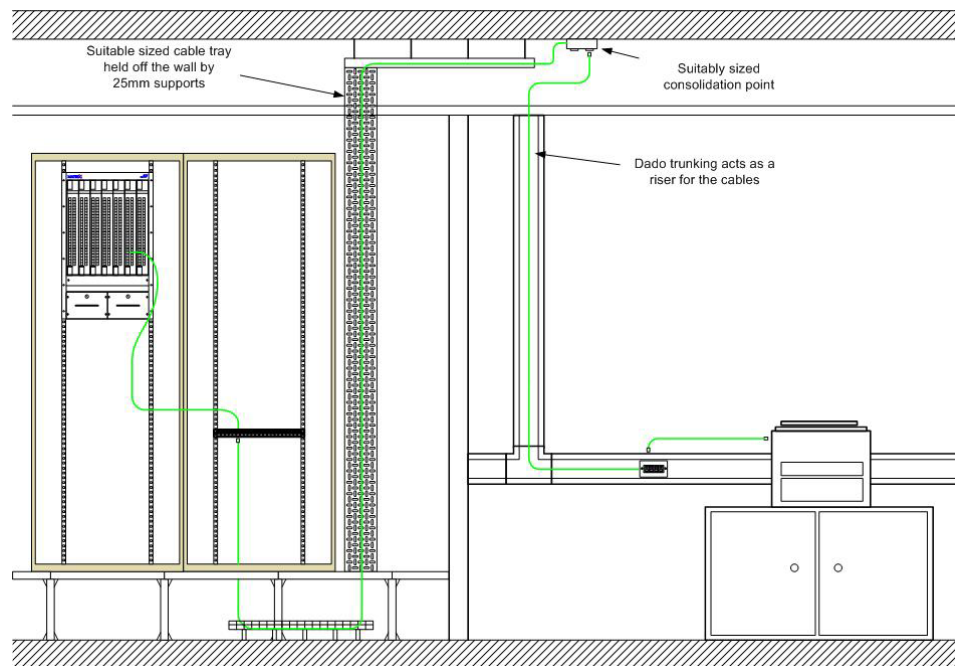 Suitable sized cable tray
held off the wall by
25mm supports
Suitably sized
consolidation point
Dado trunking acts as a
riser for the cables